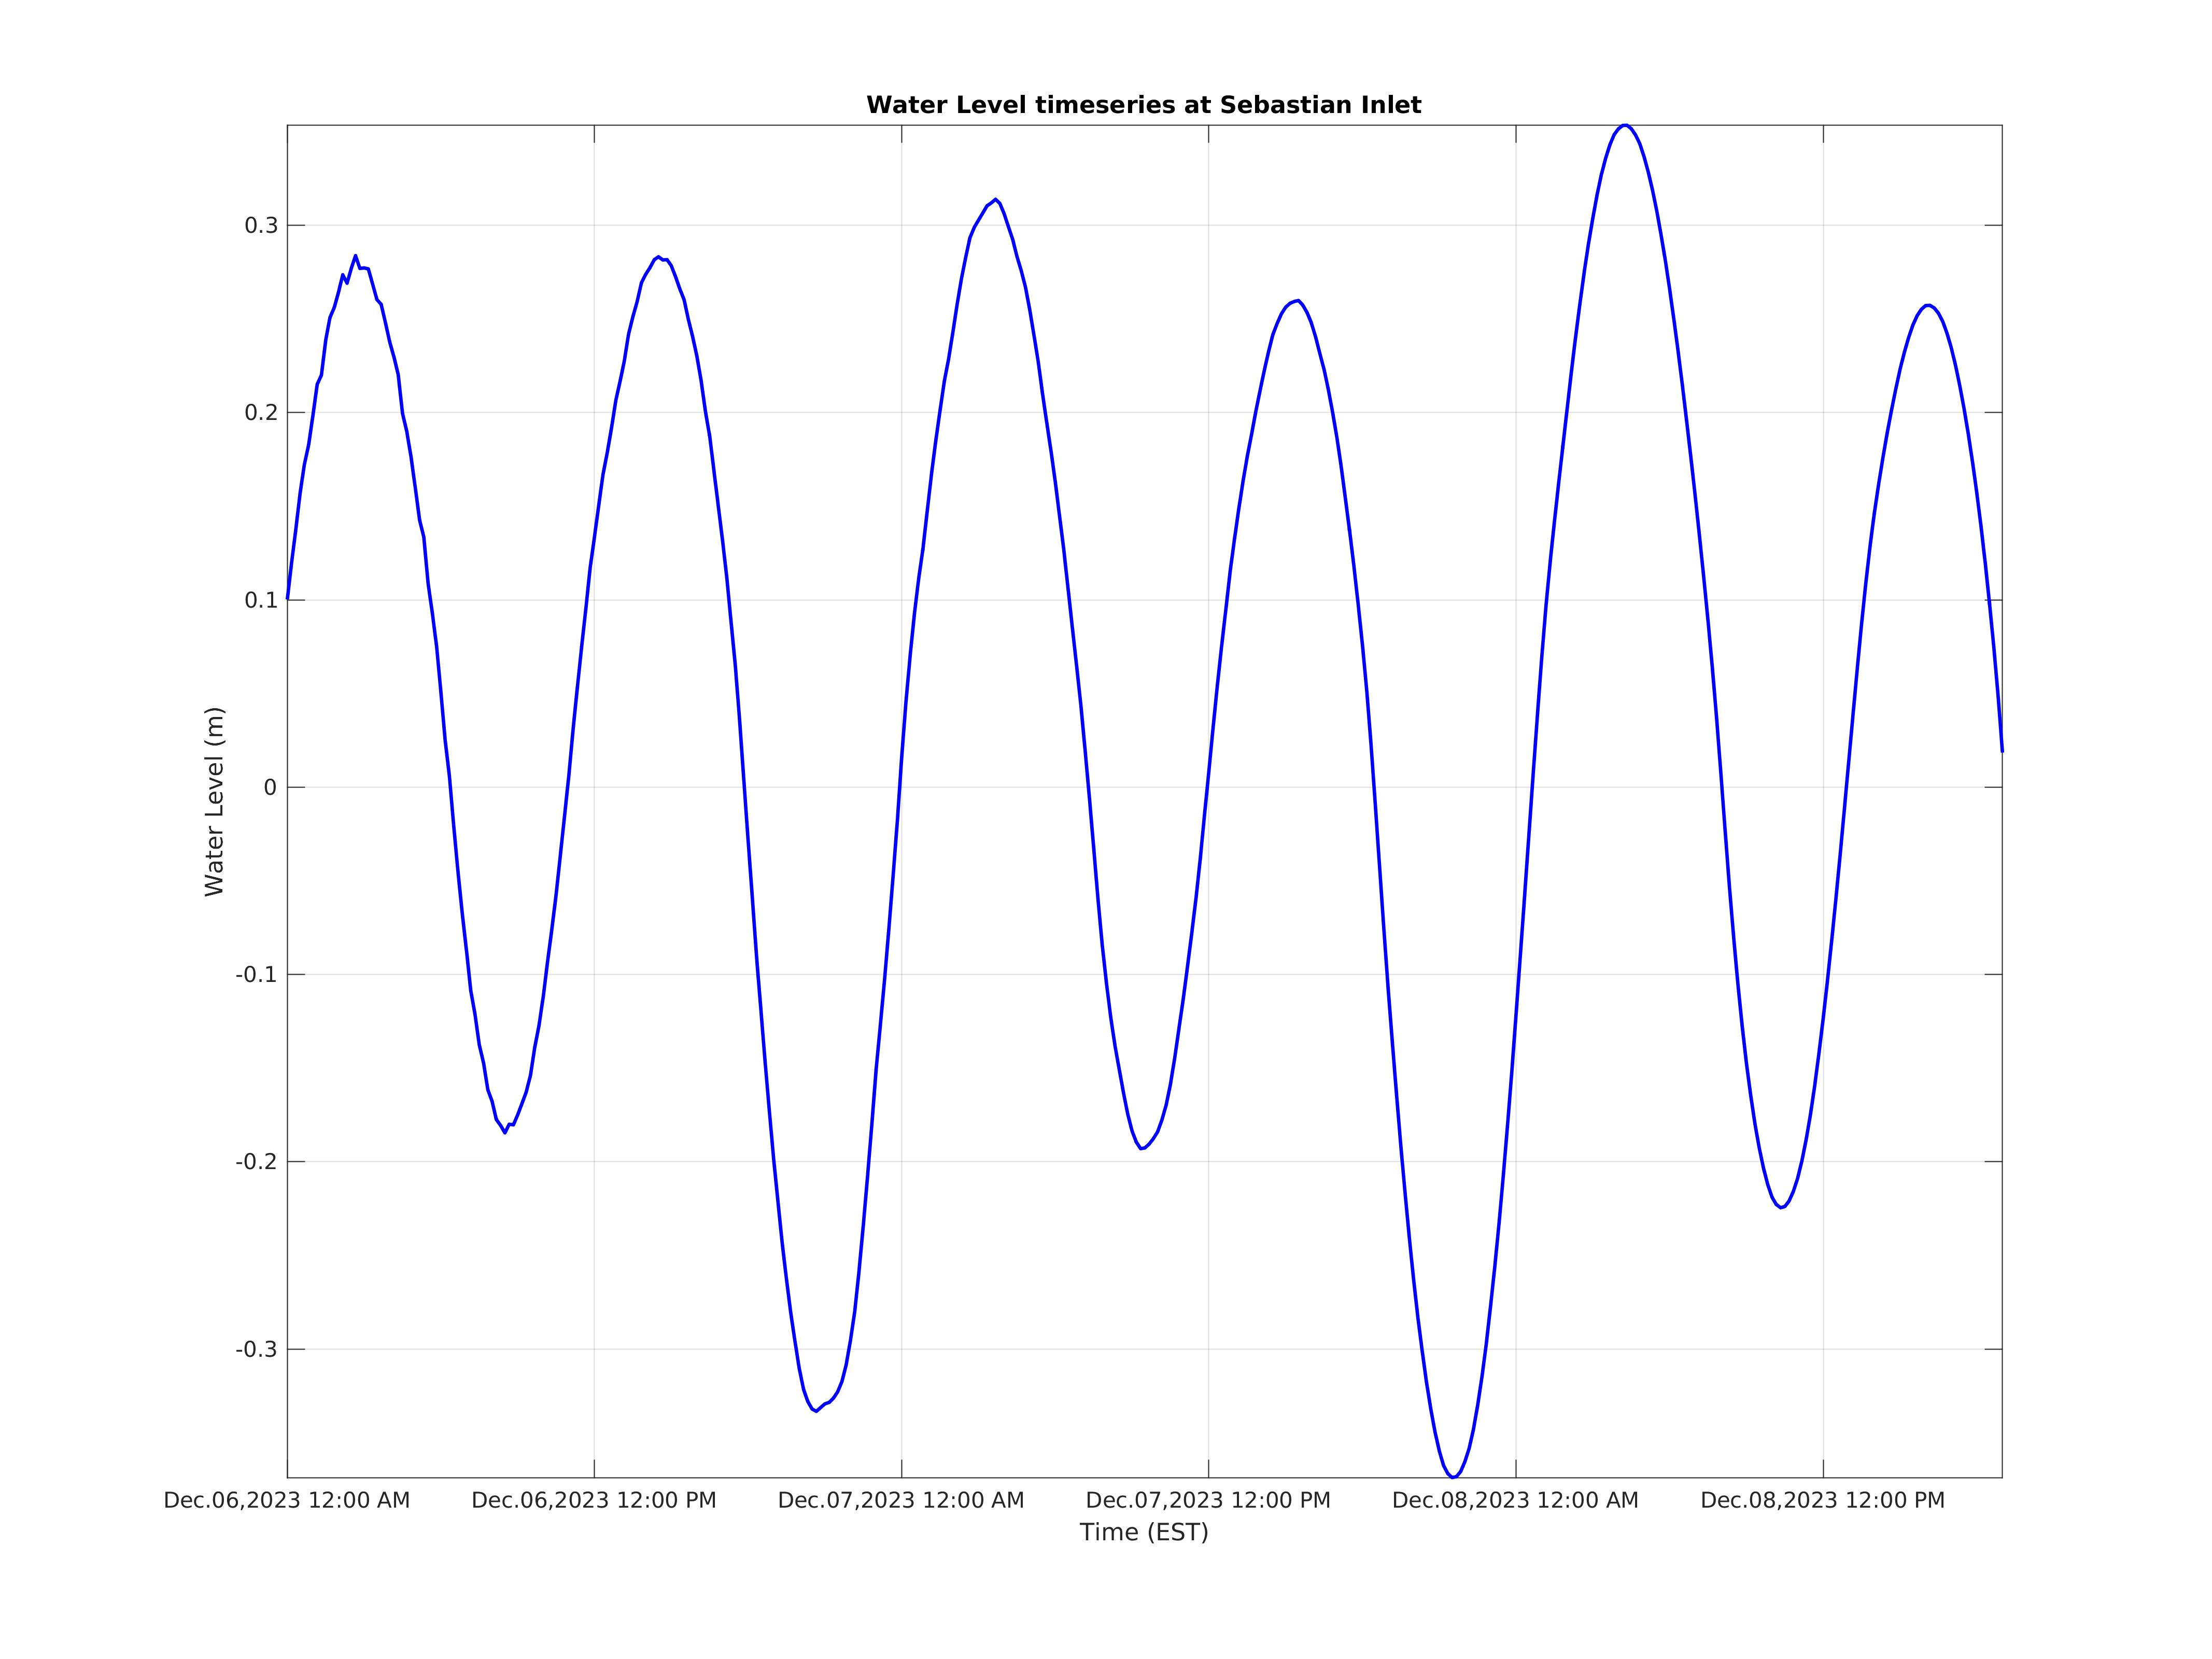 Water Level timeseries at Sebastian Inlet
0.3
0.2
0.1
0
-0.1
-0.2
-0.3
Water Level (m)
Dec.06,2023 12:00 AM
Dec.06,2023 12:00 PM
Dec.07,2023 12:00 AM
Dec.07,2023 12:00 PM
Dec.08,2023 12:00 AM
Dec.08,2023 12:00 PM
Time (EST)